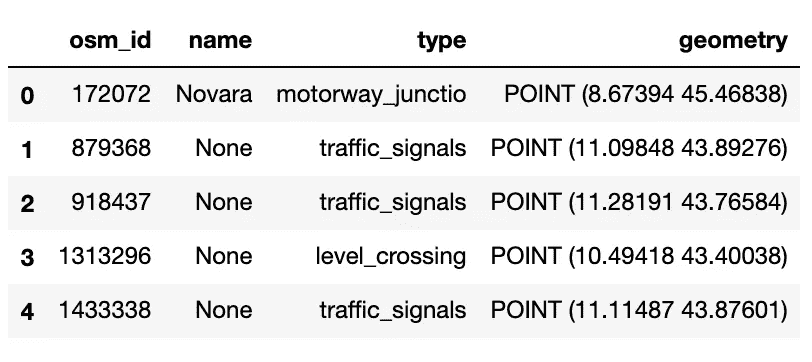 osm_id name type geometry
0 172072 Novara motorway_junctio POINT (8.67394 45.46838)
1 879368 None traffic_signals POINT (11.09848 43.89276)
2 918437 None traffic_signals POINT (11.28191 43.76584)
3 1313296 None level_crossing POINT (10.49418 43.40038)
4 1433338 None traffic_signals POINT (11.11487 43.87601)